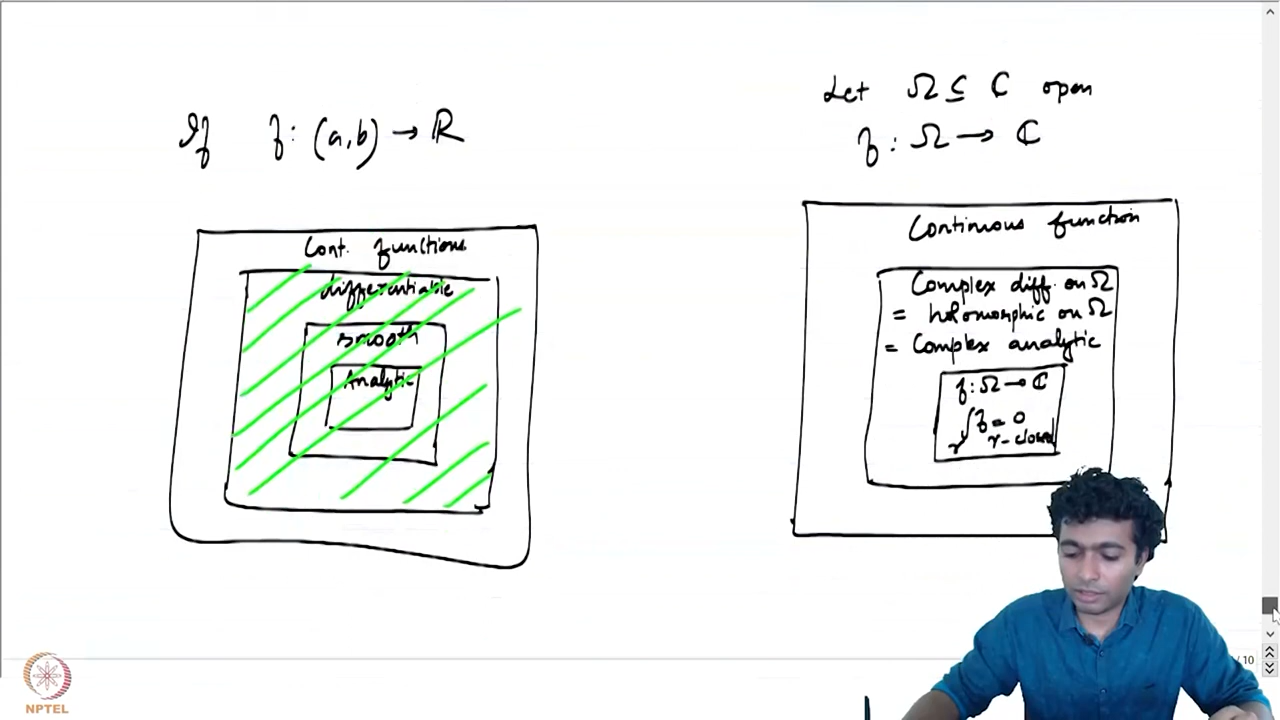 If f: (a,b) → ℝ
Cont. functions
differentiable
smooth
Analytic
Let Ω ⊆ ℂ open
f: Ω → ℂ
Continuous function
Complex diff. on Ω
= holomorphic on Ω
= Complex analytic
f: Ω → ℂ
∫f = 0
γ γ-closed
/ 10
NPTEL